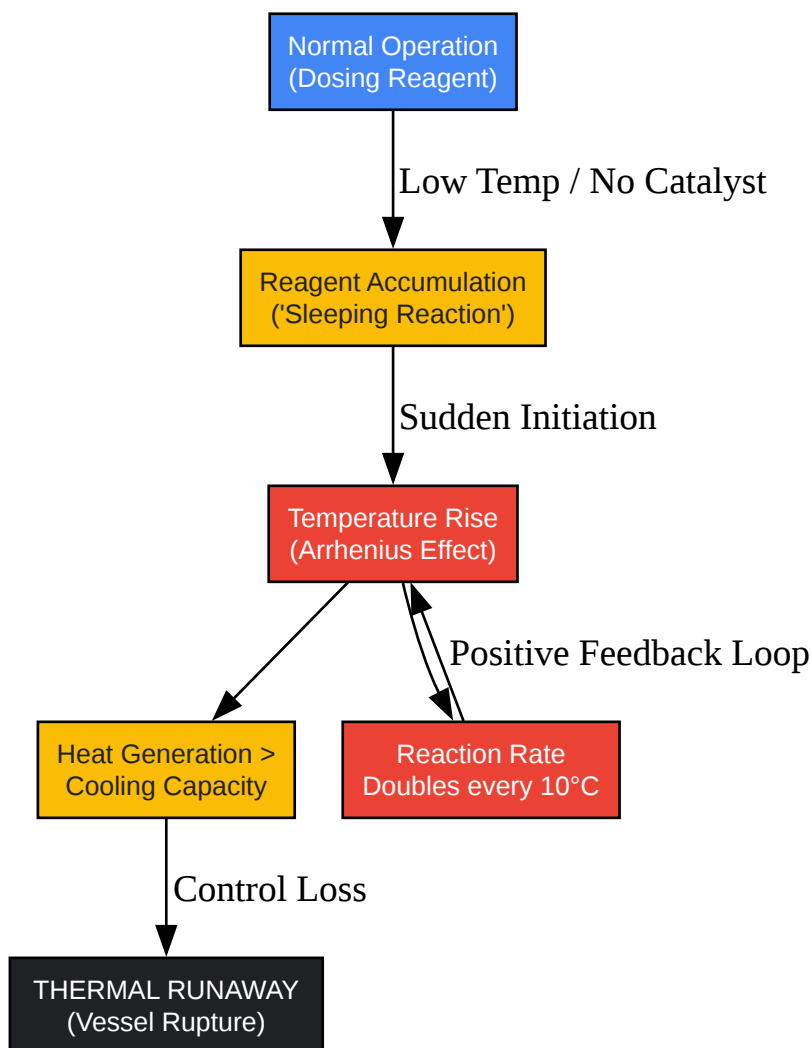 Normal Operation
(Dosing Reagent)
Low Temp / No Catalyst
Reagent Accumulation
('Sleeping Reaction')
Sudden Initiation
Temperature Rise
(Arrhenius Effect)
Positive Feedback Loop
Heat Generation >
Cooling Capacity
Reaction Rate
Doubles every 10°C
Control Loss
THERMAL RUNAWAY
(Vessel Rupture)